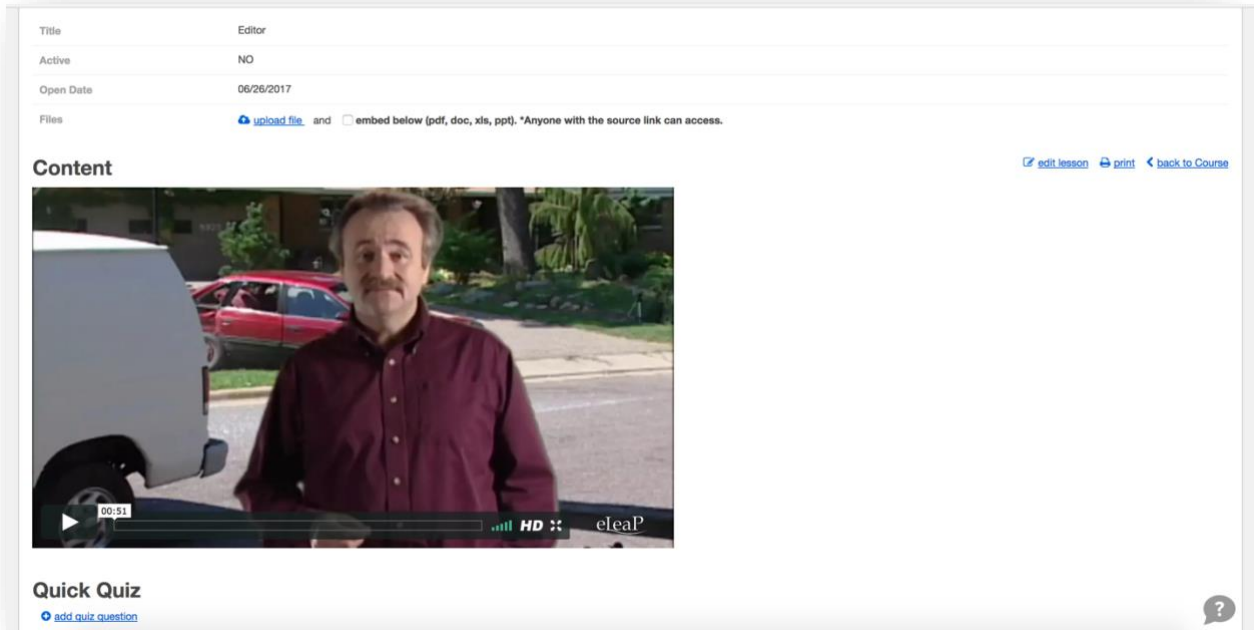 Title Editor
Active NO
Open Date 06/26/2017
Files upload file and embed below (pdf, doc, xls, ppt). *Anyone with the source link can access.
Content
edit lesson print back to Course
00:51
HD
eLeaP
Quick Quiz
add quiz question
?